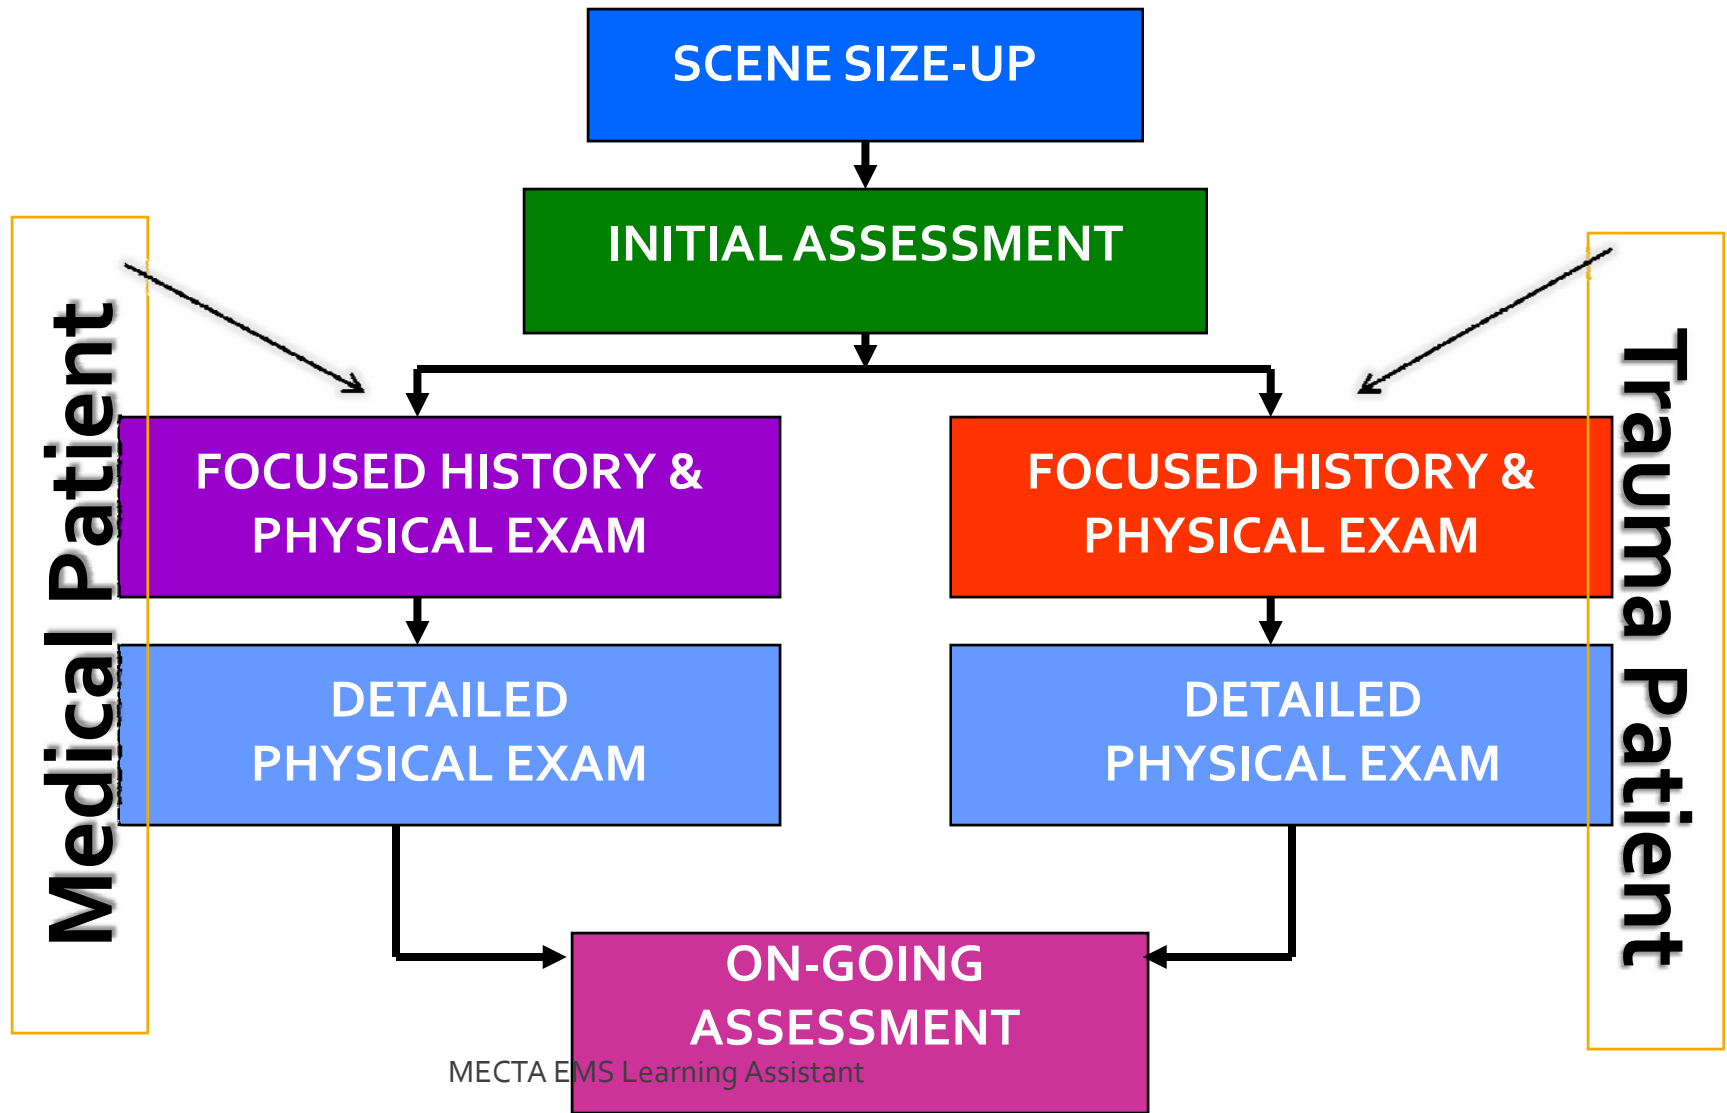 SCENE SIZE-UP
INITIAL ASSESSMENT
Medical Patient
Trauma Patient
FOCUSED HISTORY &
PHYSICAL EXAM
FOCUSED HISTORY &
PHYSICAL EXAM
DETAILED
PHYSICAL EXAM
DETAILED
PHYSICAL EXAM
ON-GOING
ASSESSMENT
MECTA EMS Learning Assistant